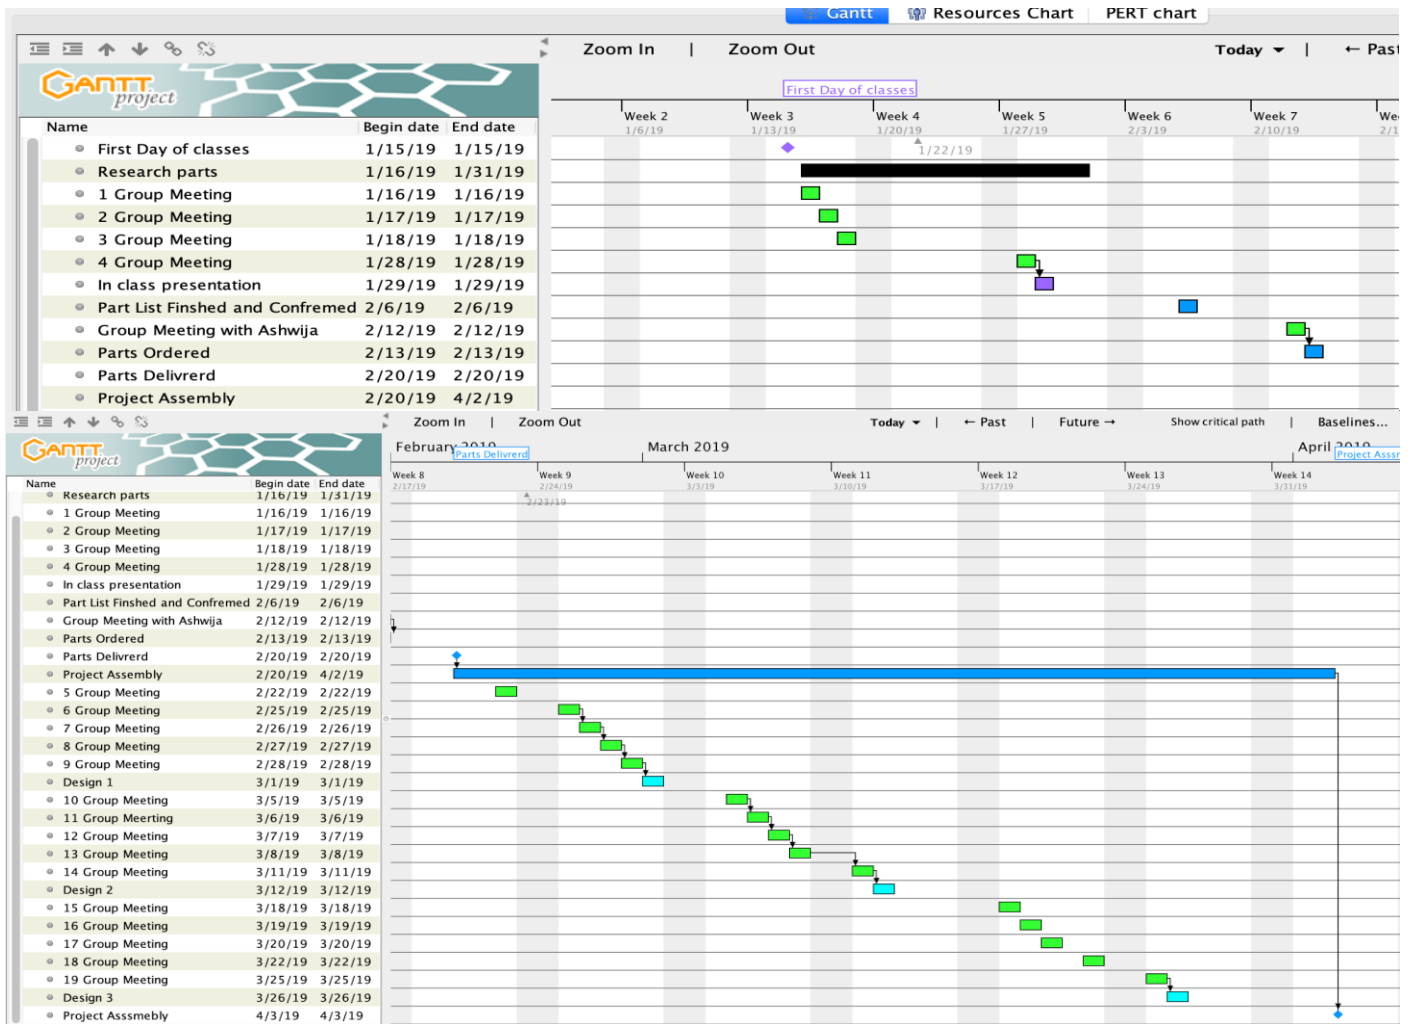 Gantt Resources Chart PERT chart
Zoom In | Zoom Out Today | ← Past
GANTT project
First Day of classes
Week 2 Week 3 Week 4 Week 5 Week 6 Week 7
1/6/19 1/13/19 1/20/19 1/27/19 2/3/19 2/10/19
1/22/19
Name Begin date End date
First Day of classes 1/15/19 1/15/19
Research parts 1/16/19 1/31/19
1 Group Meeting 1/16/19 1/16/19
2 Group Meeting 1/17/19 1/17/19
3 Group Meeting 1/18/19 1/18/19
4 Group Meeting 1/28/19 1/28/19
In class presentation 1/29/19 1/29/19
Part List Finshed and Confremed 2/6/19 2/6/19
Group Meeting with Ashwija 2/12/19 2/12/19
Parts Ordered 2/13/19 2/13/19
Parts Delivrerd 2/20/19 2/20/19
Project Assembly 2/20/19 4/2/19
Zoom In | Zoom Out Today | ← Past | Future → | Show critical path | Baselines...
GANTT project
February 2019 March 2019 April 2019
Parts Delivrerd Project Asssm
Week 8 Week 9 Week 10 Week 11 Week 12 Week 13 Week 14
2/17/19 2/24/19 3/3/19 3/10/19 3/17/19 3/24/19 3/31/19
2/23/19
Name Begin date End date
Research parts 1/16/19 1/31/19
1 Group Meeting 1/16/19 1/16/19
2 Group Meeting 1/17/19 1/17/19
3 Group Meeting 1/18/19 1/18/19
4 Group Meeting 1/28/19 1/28/19
In class presentation 1/29/19 1/29/19
Part List Finshed and Confremed 2/6/19 2/6/19
Group Meeting with Ashwija 2/12/19 2/12/19
Parts Ordered 2/13/19 2/13/19
Parts Delivrerd 2/20/19 2/20/19
Project Assembly 2/20/19 4/2/19
5 Group Meeting 2/22/19 2/22/19
6 Group Meeting 2/25/19 2/25/19
7 Group Meeting 2/26/19 2/26/19
8 Group Meeting 2/27/19 2/27/19
9 Group Meeting 2/28/19 2/28/19
Design 1 3/1/19 3/1/19
10 Group Meeting 3/5/19 3/5/19
11 Group Meerting 3/6/19 3/6/19
12 Group Meeting 3/7/19 3/7/19
13 Group Meeting 3/8/19 3/8/19
14 Group Meeting 3/11/19 3/11/19
Design 2 3/12/19 3/12/19
15 Group Meeting 3/18/19 3/18/19
16 Group Meeting 3/19/19 3/19/19
17 Group Meeting 3/20/19 3/20/19
18 Group Meeting 3/22/19 3/22/19
19 Group Meeting 3/25/19 3/25/19
Design 3 3/26/19 3/26/19
Project Asssmebly 4/3/19 4/3/19